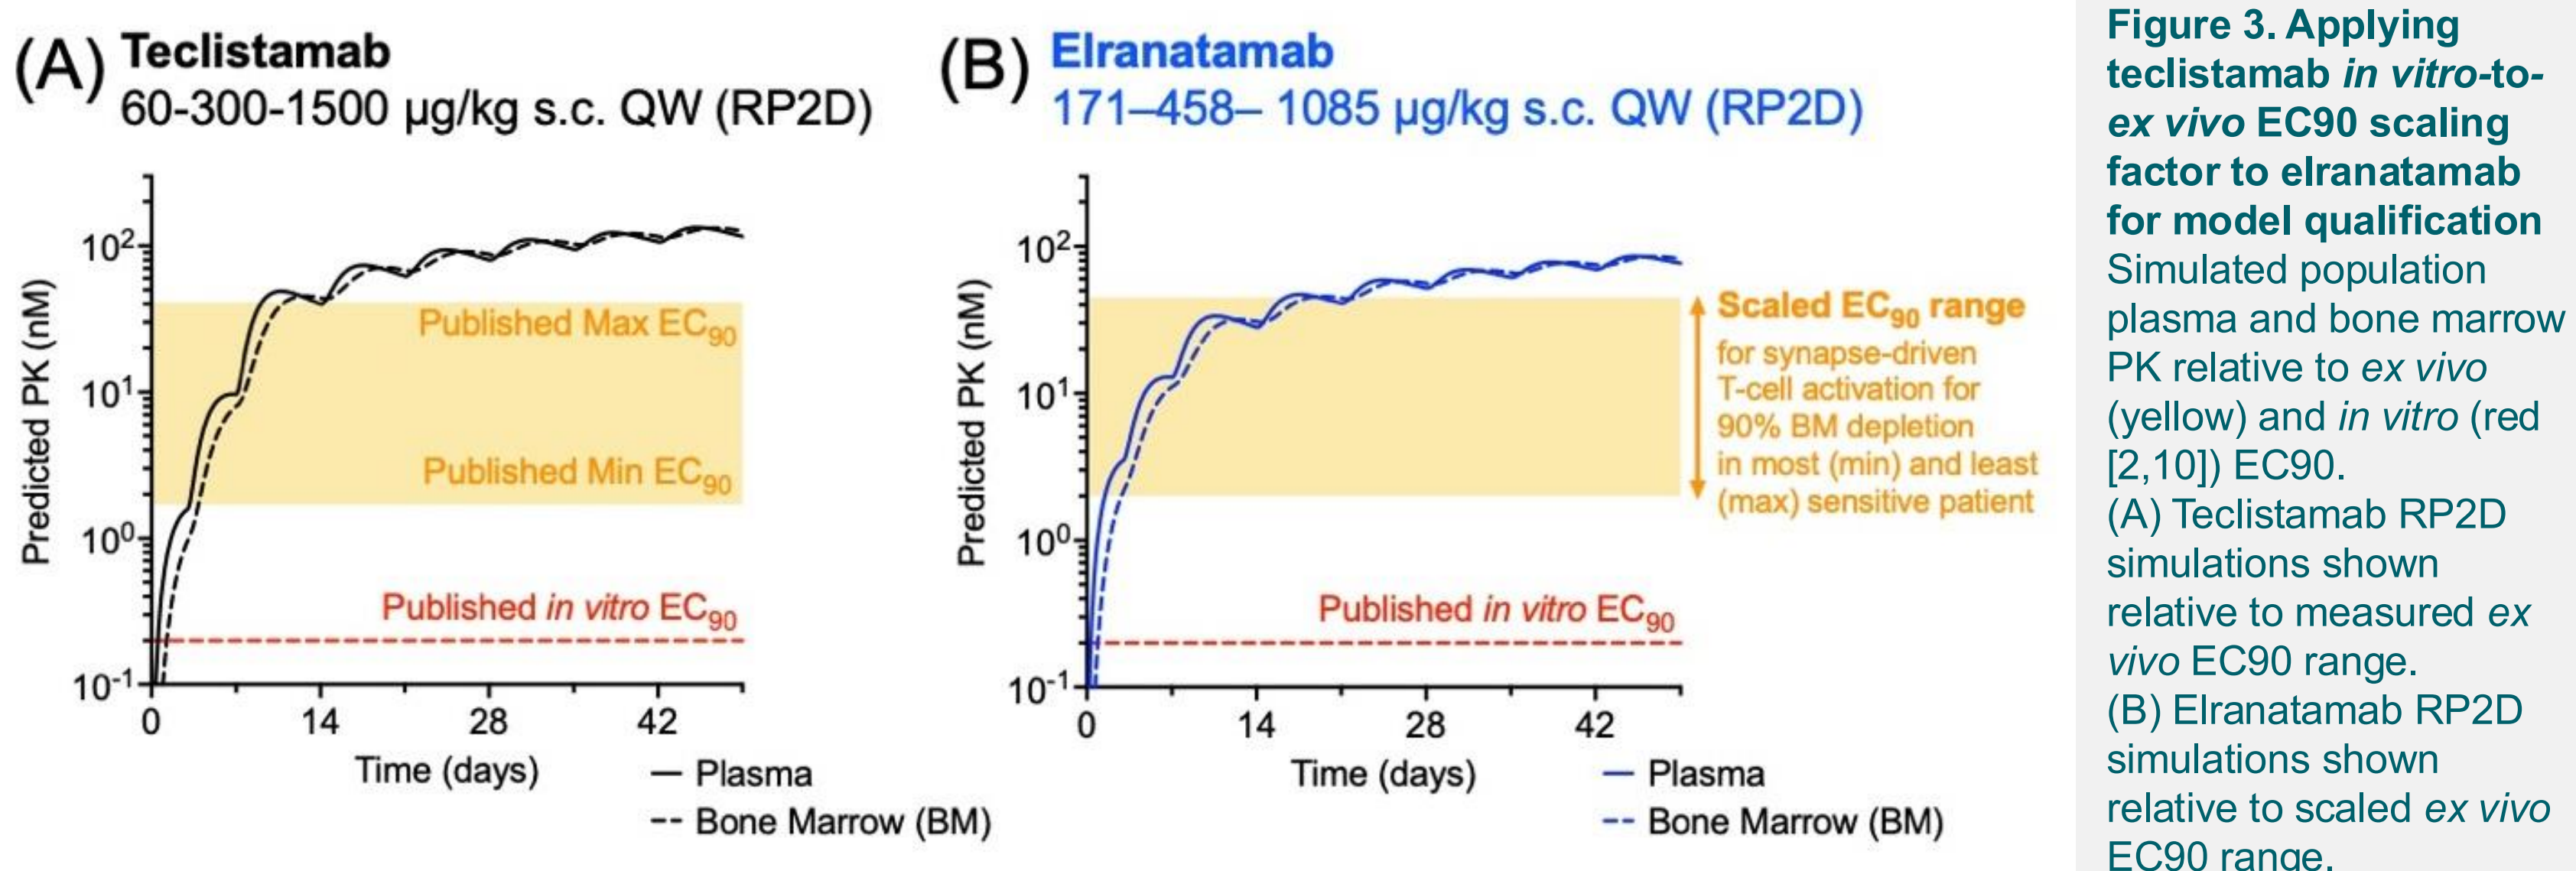 (A) Teclistamab
60-300-1500 µg/kg s.c. QW (RP2D)
Predicted PK (nM)
10²
10¹
10⁰
10⁻¹
Published Max EC₉₀
Published Min EC₉₀
Published in vitro EC₉₀
0 14 28 42
Time (days)
— Plasma
-- Bone Marrow (BM)
(B) Elranatamab
171–458– 1085 µg/kg s.c. QW (RP2D)
Predicted PK (nM)
10²
10¹
10⁰
10⁻¹
Published in vitro EC₉₀
0 14 28 42
Time (days)
— Plasma
-- Bone Marrow (BM)
Scaled EC₉₀ range
for synapse-driven
T-cell activation for
90% BM depletion
in most (min) and least
(max) sensitive patient
Figure 3. Applying
teclistamab in vitro-to-
ex vivo EC90 scaling
factor to elranatamab
for model qualification
Simulated population
plasma and bone marrow
PK relative to ex vivo
(yellow) and in vitro (red
[2,10]) EC90.
(A) Teclistamab RP2D
simulations shown
relative to measured ex
vivo EC90 range.
(B) Elranatamab RP2D
simulations shown
relative to scaled ex vivo
EC90 range.